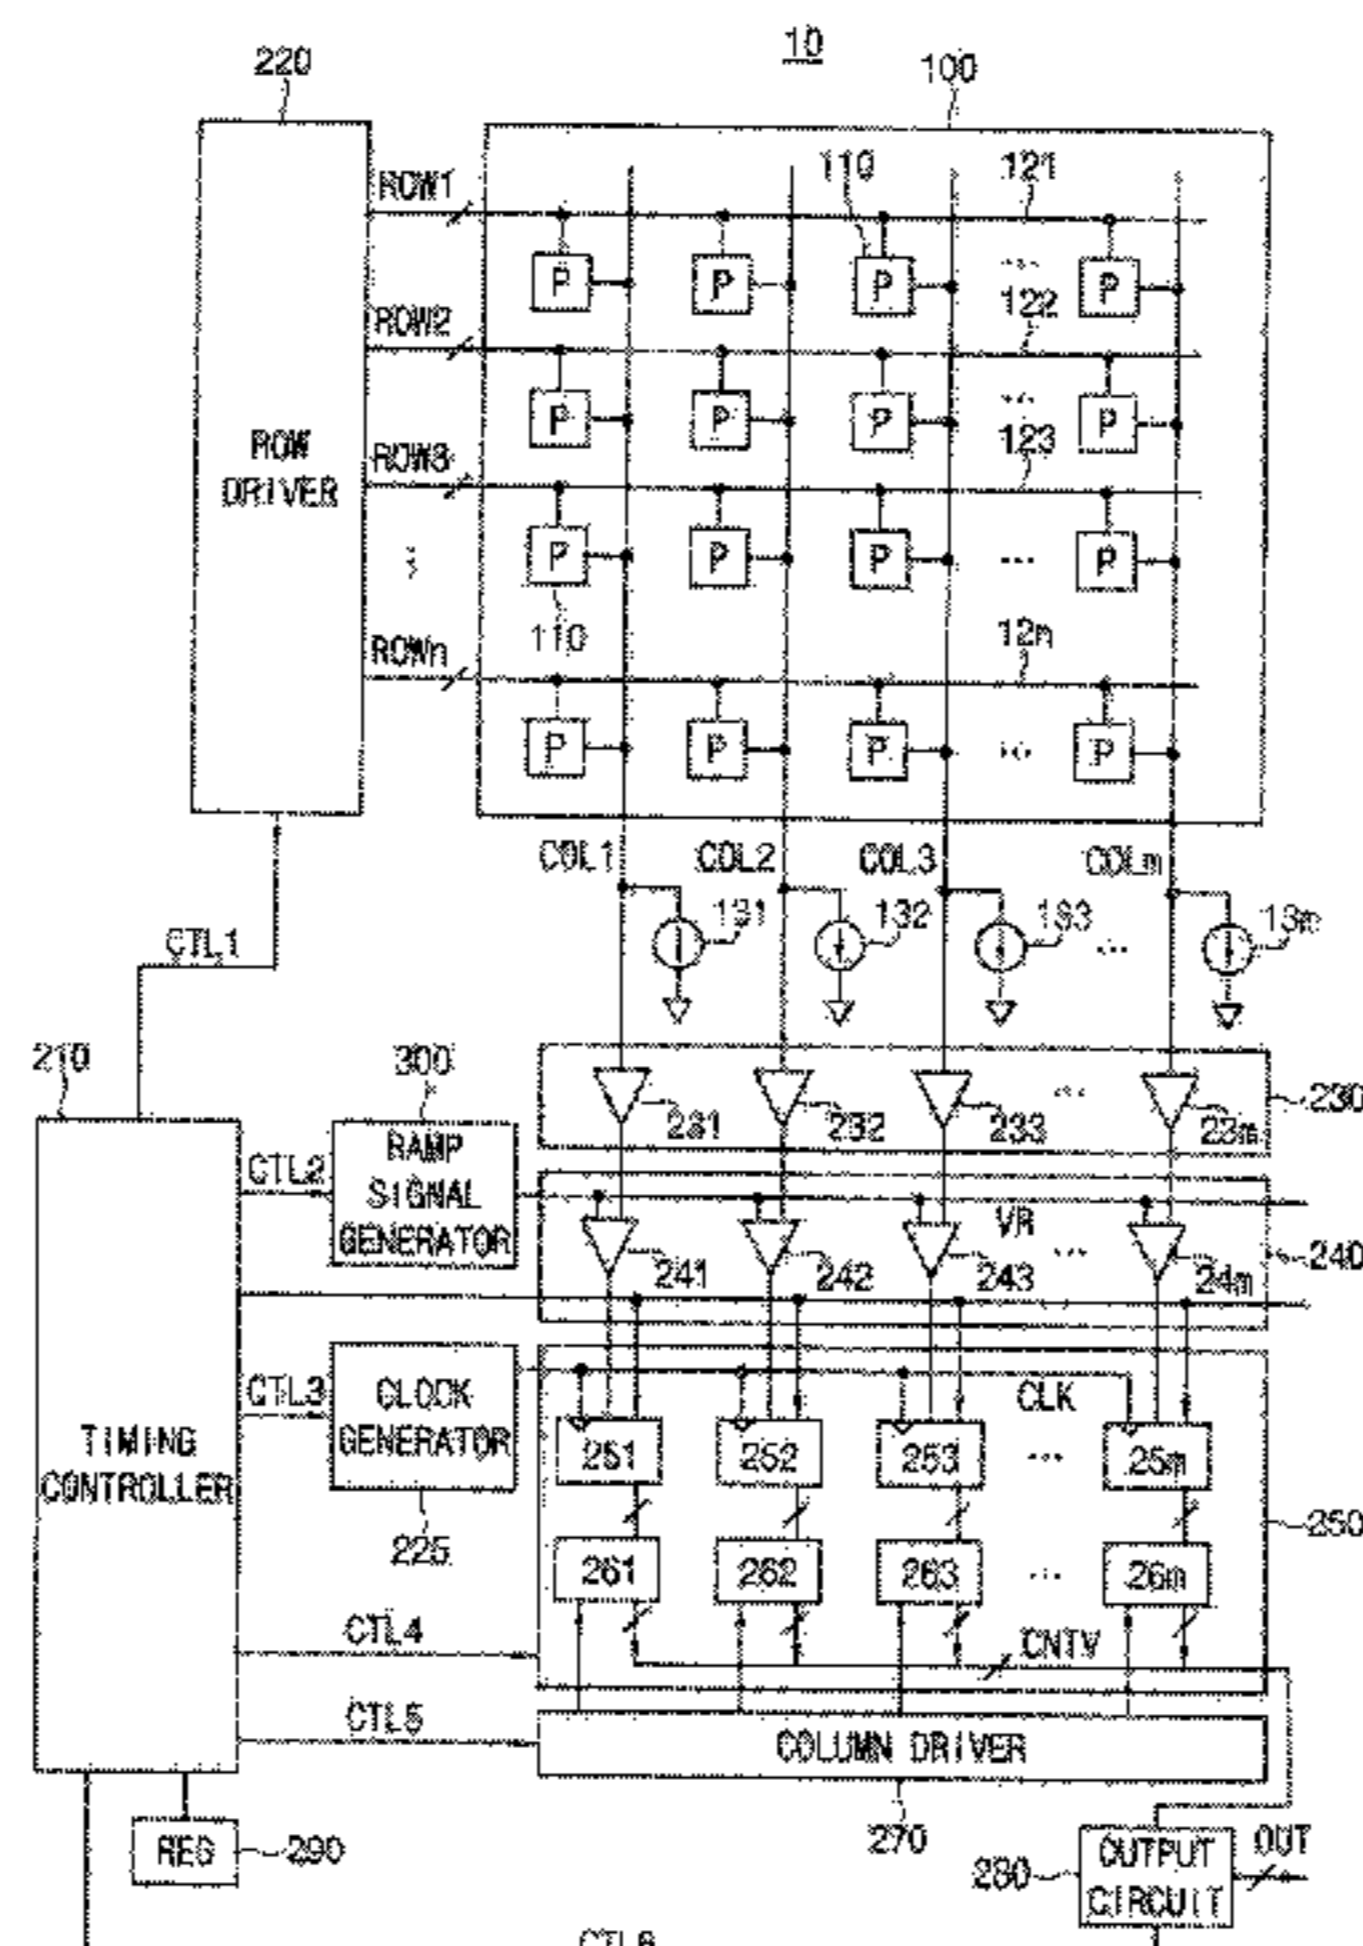 10
220
100
ROW1
110
121
P P P ... P
ROW2
122
P P P ... P
ROW
DRIVER
ROW3
123
P P P ... P
110
ROWn
12n
P P P ... P
COL1 COL2 COL3 COLm
131 132 133 ... 13m
CTL1
210
300
231 232 233 ... 23m
230
RAMP
SIGNAL
GENERATOR
CTL2
VR
241 242 243 ... 24m
240
CTL3
CLOCK
GENERATOR
CLK
TIMING
CONTROLLER
251 252 253 ... 25m
250
225
261 262 263 ... 26m
CTL4
CNTV
CTL5
COLUMN DRIVER
270
REG
290
280
OUTPUT
CIRCUIT
OUT
CTL6